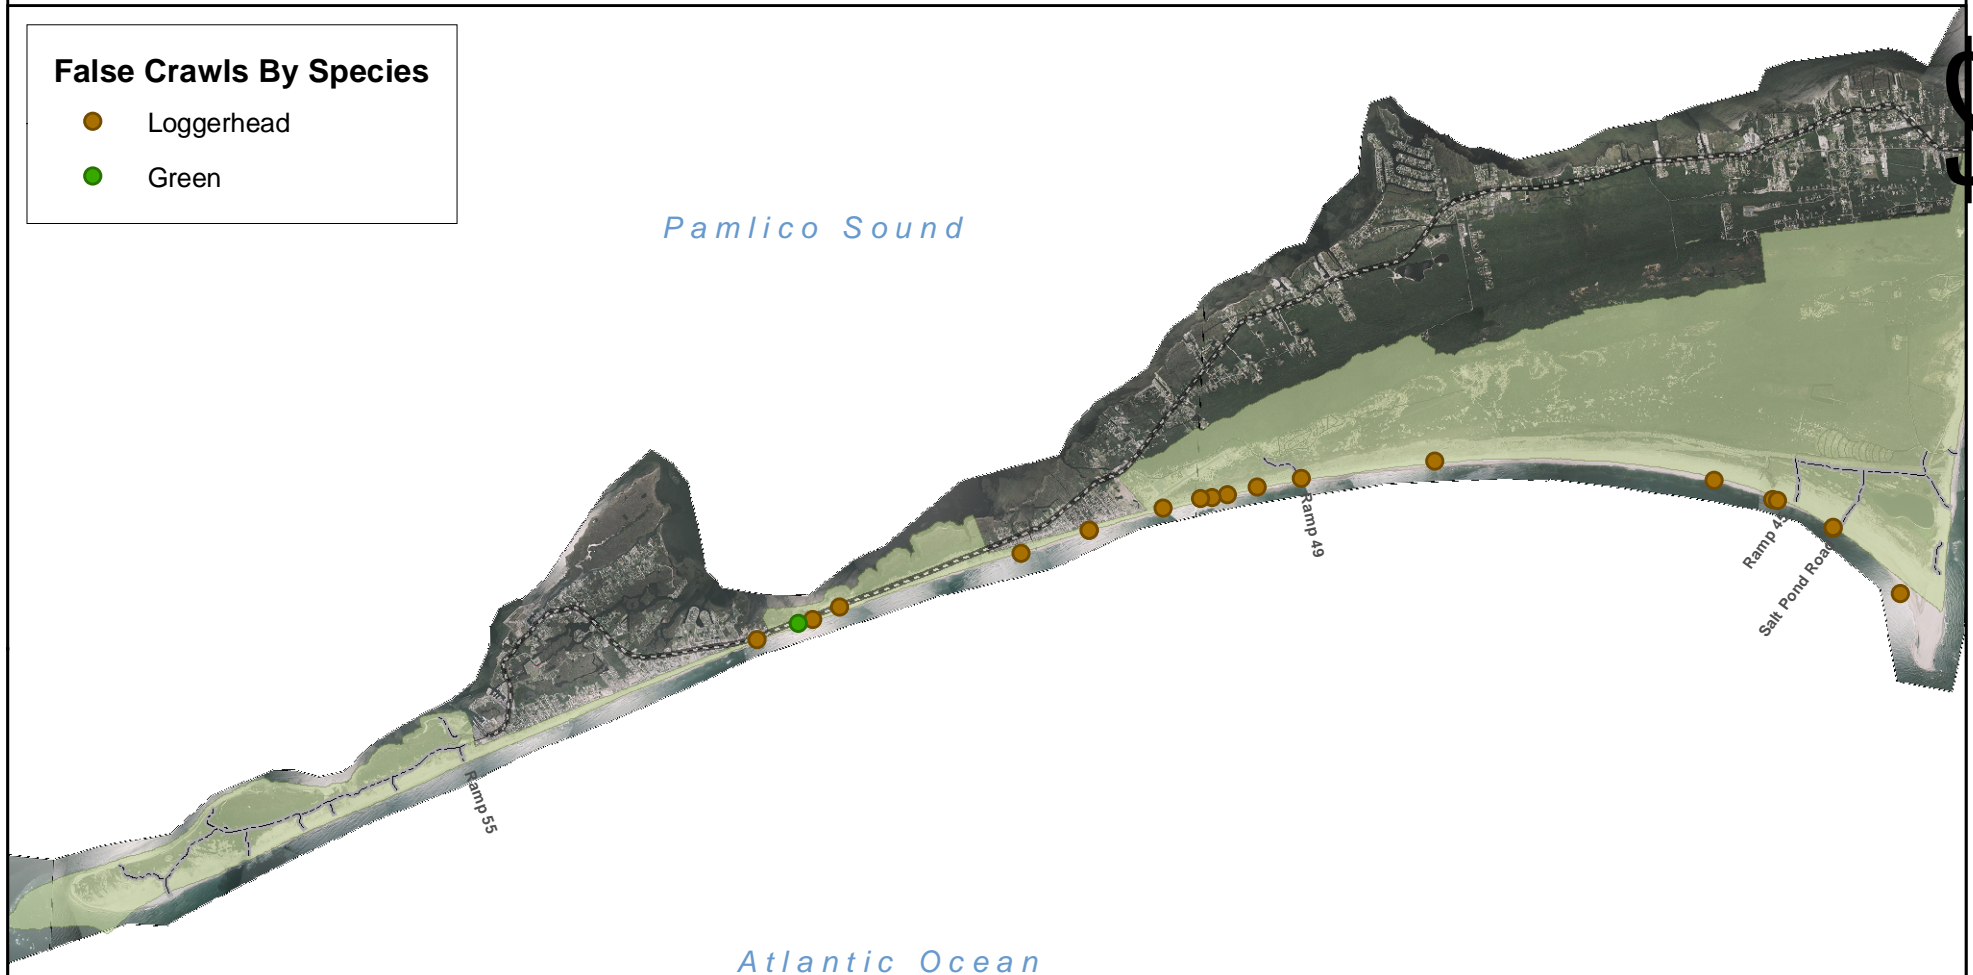 False Crawls By Species
Loggerhead
Green
Pamlico Sound
Ramp 49
Salt Pond Road
Ramp 55
Atlantic Ocean